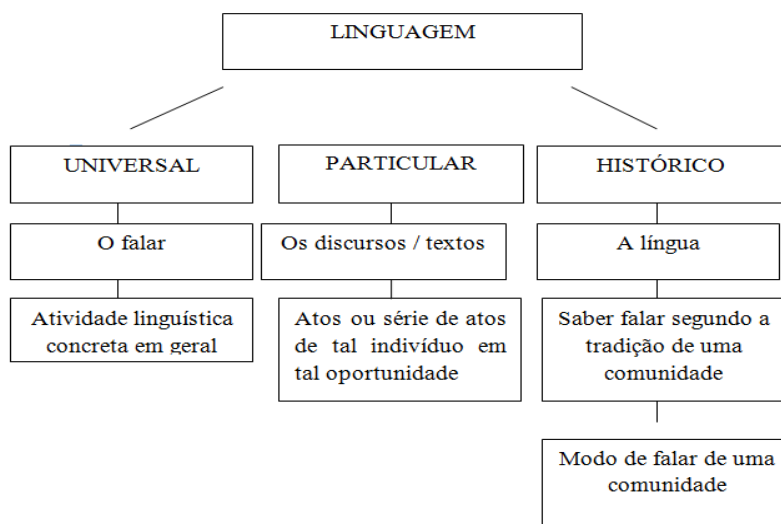 LINGUAGEM
UNIVERSAL
PARTICULAR
HISTÓRICO
O falar
Os discursos / textos
A língua
Atividade linguística
concreta em geral
Atos ou série de atos
de tal indivíduo em
tal oportunidade
Saber falar segundo a
tradição de uma
comunidade
Modo de falar de uma
comunidade